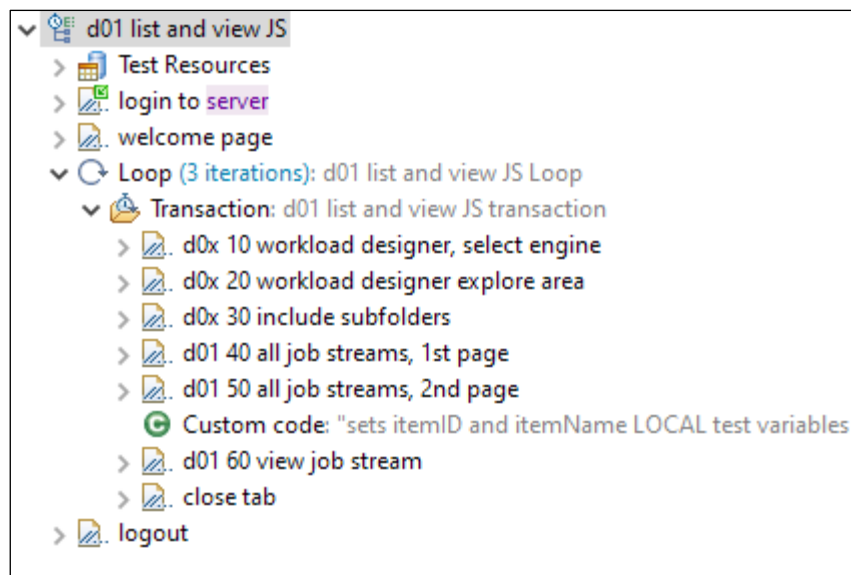 d01 list and view JS
Test Resources
login to server
welcome page
Loop (3 iterations): d01 list and view JS Loop
Transaction: d01 list and view JS transaction
d0x 10 workload designer, select engine
d0x 20 workload designer explore area
d0x 30 include subfolders
d01 40 all job streams, 1st page
d01 50 all job streams, 2nd page
Custom code: "sets itemID and itemName LOCAL test variables
d01 60 view job stream
close tab
logout